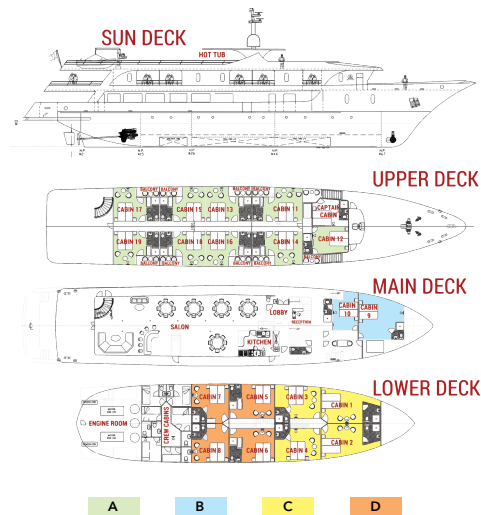 SUN DECK
HOT TUB
UPPER DECK
BALCONY BALCONY
BALCONY BALCONY
CABIN 17
CABIN 15
CABIN 13
CABIN 11
CAPTAIN
CABIN
CABIN 19
CABIN 18
CABIN 16
CABIN 14
CABIN 12
BALCONY
BALCONY
BALCONY
BALCONY
MAIN DECK
LOBBY
RECEPTION
SALON
KITCHEN
CABIN
10
CABIN
9
LOWER DECK
ENGINE ROOM
CREW CABINS
CABIN 7
CABIN 5
CABIN 3
CABIN 1
CABIN 8
CABIN 6
CABIN 4
CABIN 2
A
B
C
D